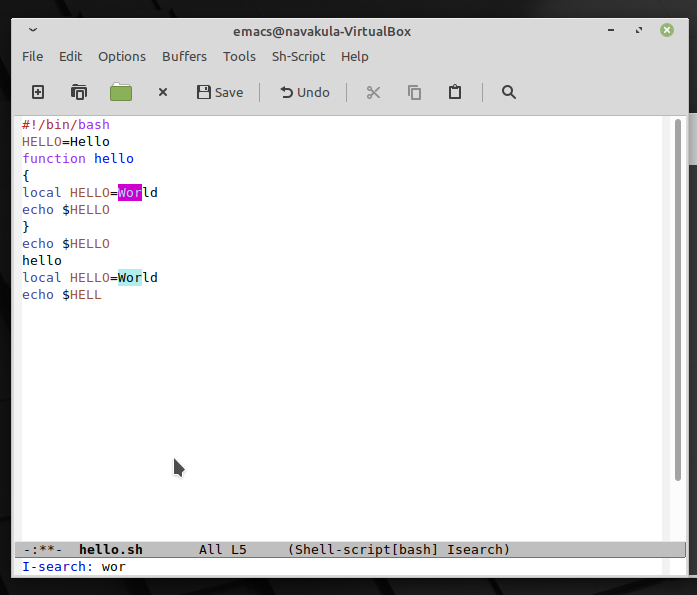 emacs@navakula-VirtualBox
File Edit Options Buffers Tools Sh-Script Help
Save Undo
#!/bin/bash
HELLO=Hello
function hello
{
local HELLO=World
echo $HELLO
}
echo $HELLO
hello
local HELLO=World
echo $HELL
-:**- hello.sh All L5 (Shell-script[bash] Isearch)
I-search: wor